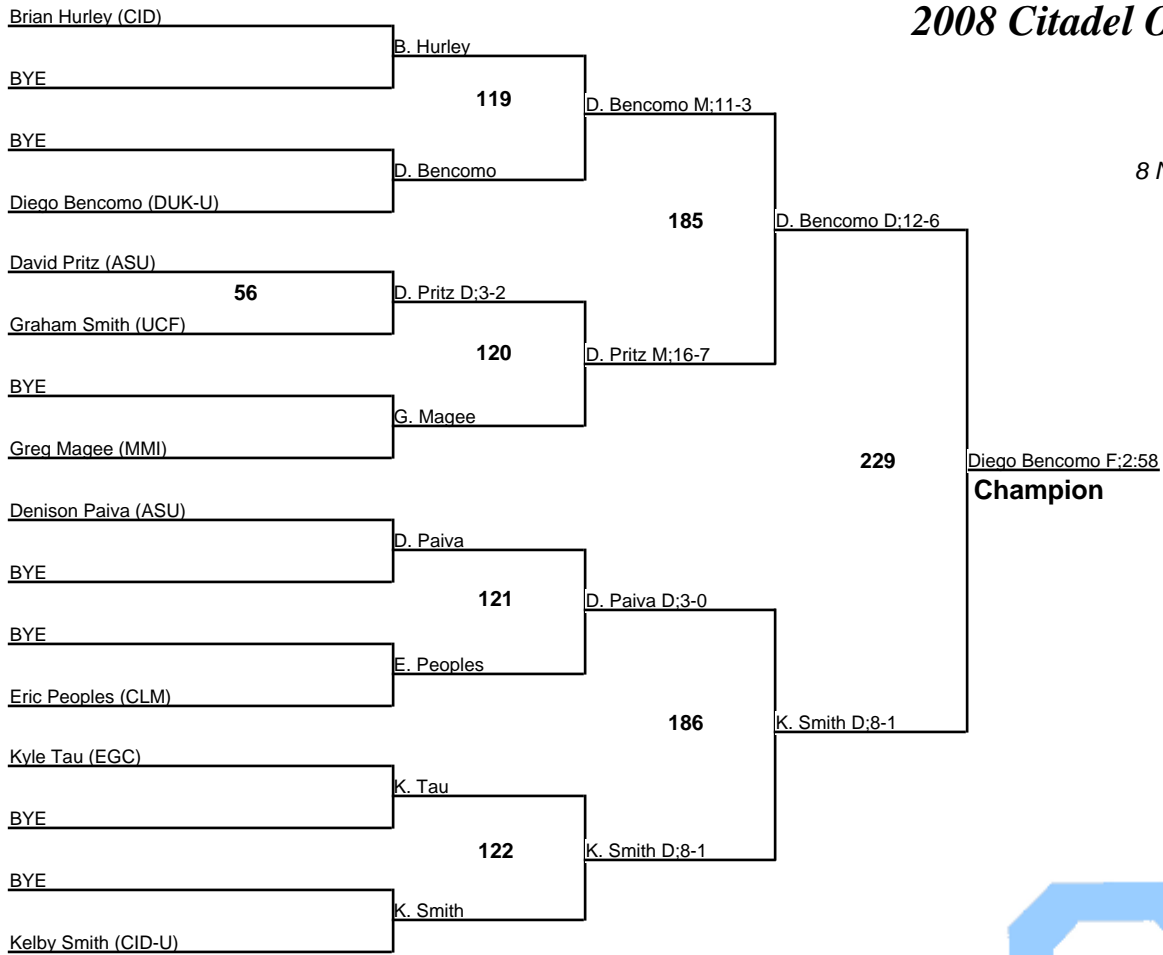 2008 Citadel O
8 N
Brian Hurley (CID)
BYE
BYE
Diego Bencomo (DUK-U)
David Pritz (ASU)
56
Graham Smith (UCF)
BYE
Greg Magee (MMI)
Denison Paiva (ASU)
BYE
BYE
Eric Peoples (CLM)
Kyle Tau (EGC)
BYE
BYE
Kelby Smith (CID-U)
B. Hurley
119
D. Bencomo
D. Pritz D;3-2
120
G. Magee
D. Paiva
121
E. Peoples
K. Tau
122
K. Smith
D. Bencomo M;11-3
185
D. Pritz M;16-7
D. Paiva D;3-0
186
K. Smith D;8-1
D. Bencomo D;12-6
229
K. Smith D;8-1
Diego Bencomo F;2:58
Champion